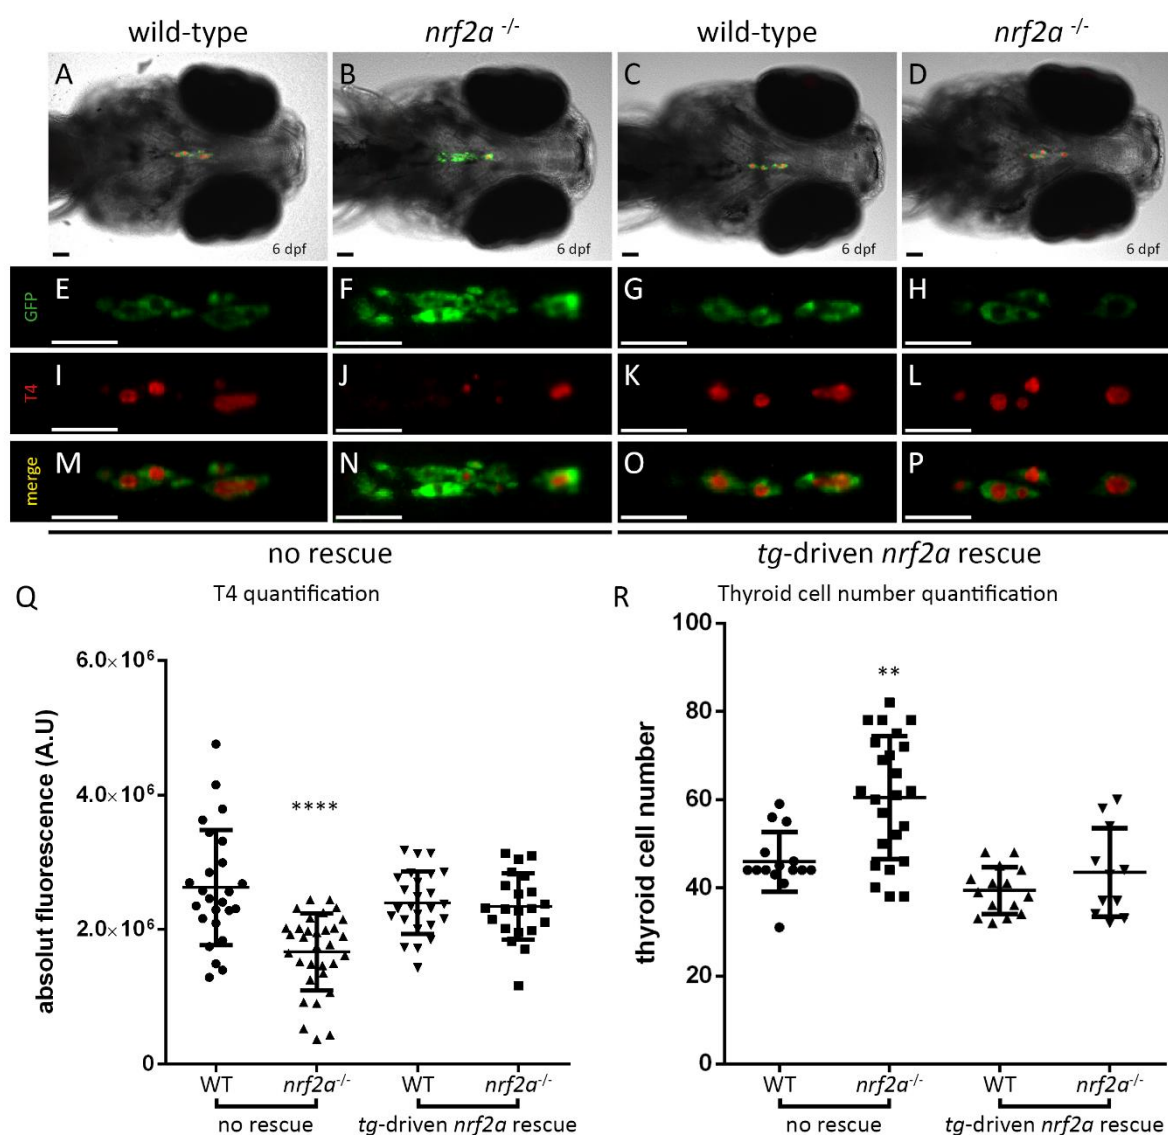 wild-type nrf2a -/- wild-type nrf2a -/-
A B C D
6 dpf 6 dpf 6 dpf 6 dpf
GFP E F G H
T4 I J K L
merge M N O P
no rescue tg-driven nrf2a rescue
Q T4 quantification R Thyroid cell number quantification
absolut fluorescence (A.U)
6.0×10⁶
4.0×10⁶
2.0×10⁶
0
****
WT nrf2a-/- WT nrf2a-/-
no rescue tg-driven nrf2a rescue
thyroid cell number
100
80
60
40
20
0
**
WT nrf2a-/- WT nrf2a-/-
no rescue tg-driven nrf2a rescue